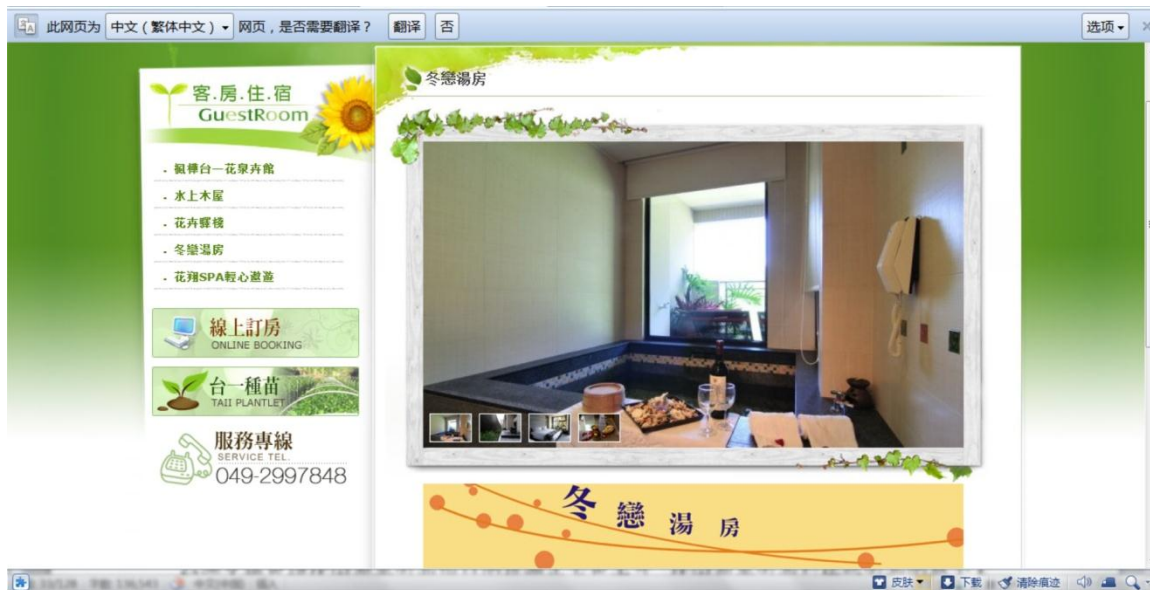 此网页为 中文(繁体中文) 网页,是否需要翻译? 翻译 否 选项
客.房.住.宿
GuestRoom
冬戀湯房
. 楓樺台一花泉卉館
. 水上木屋
. 花卉驛棧
. 冬戀湯房
. 花翔SPA輕心遨遊
線上訂房
ONLINE BOOKING
台一種苗
TAII PLANTLET
服務專線
SERVICE TEL.
049-2997848
冬戀湯房
皮肤 下载 清除痕迹